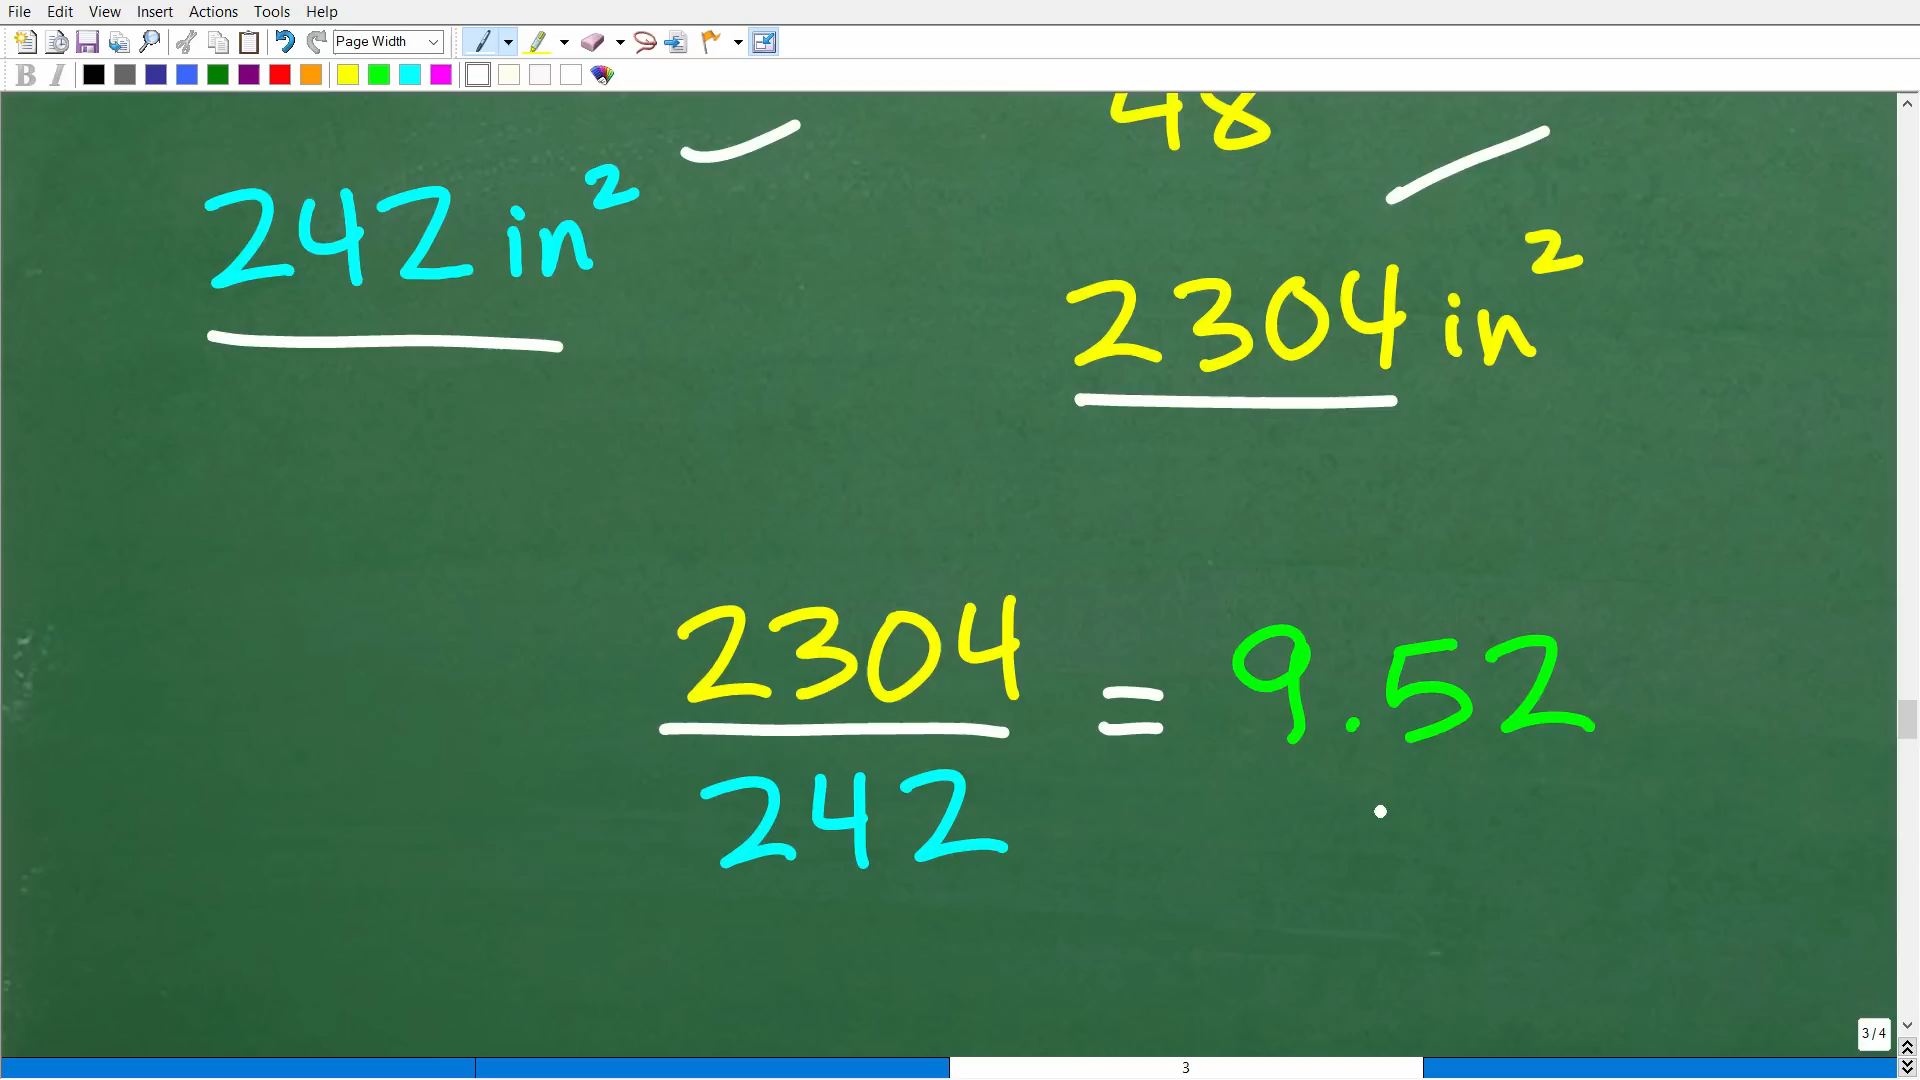 File Edit View Insert Actions Tools Help
Page Width
B I
48
242 in²
2304 in²
2304
= 9.52
242
3 / 4
3